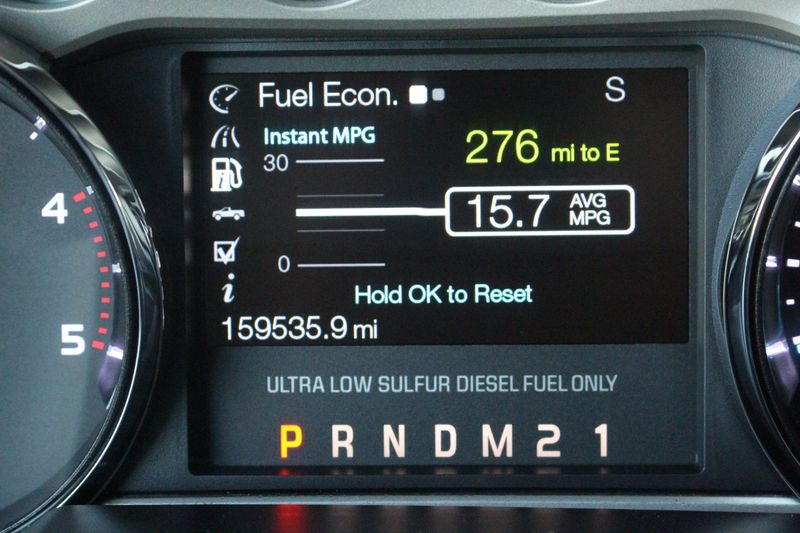 Fuel Econ. S
Instant MPG
30
276 mi to E
15.7 AVG MPG
0
Hold OK to Reset
159535.9 mi
ULTRA LOW SULFUR DIESEL FUEL ONLY
P R N D M 2 1
4
5